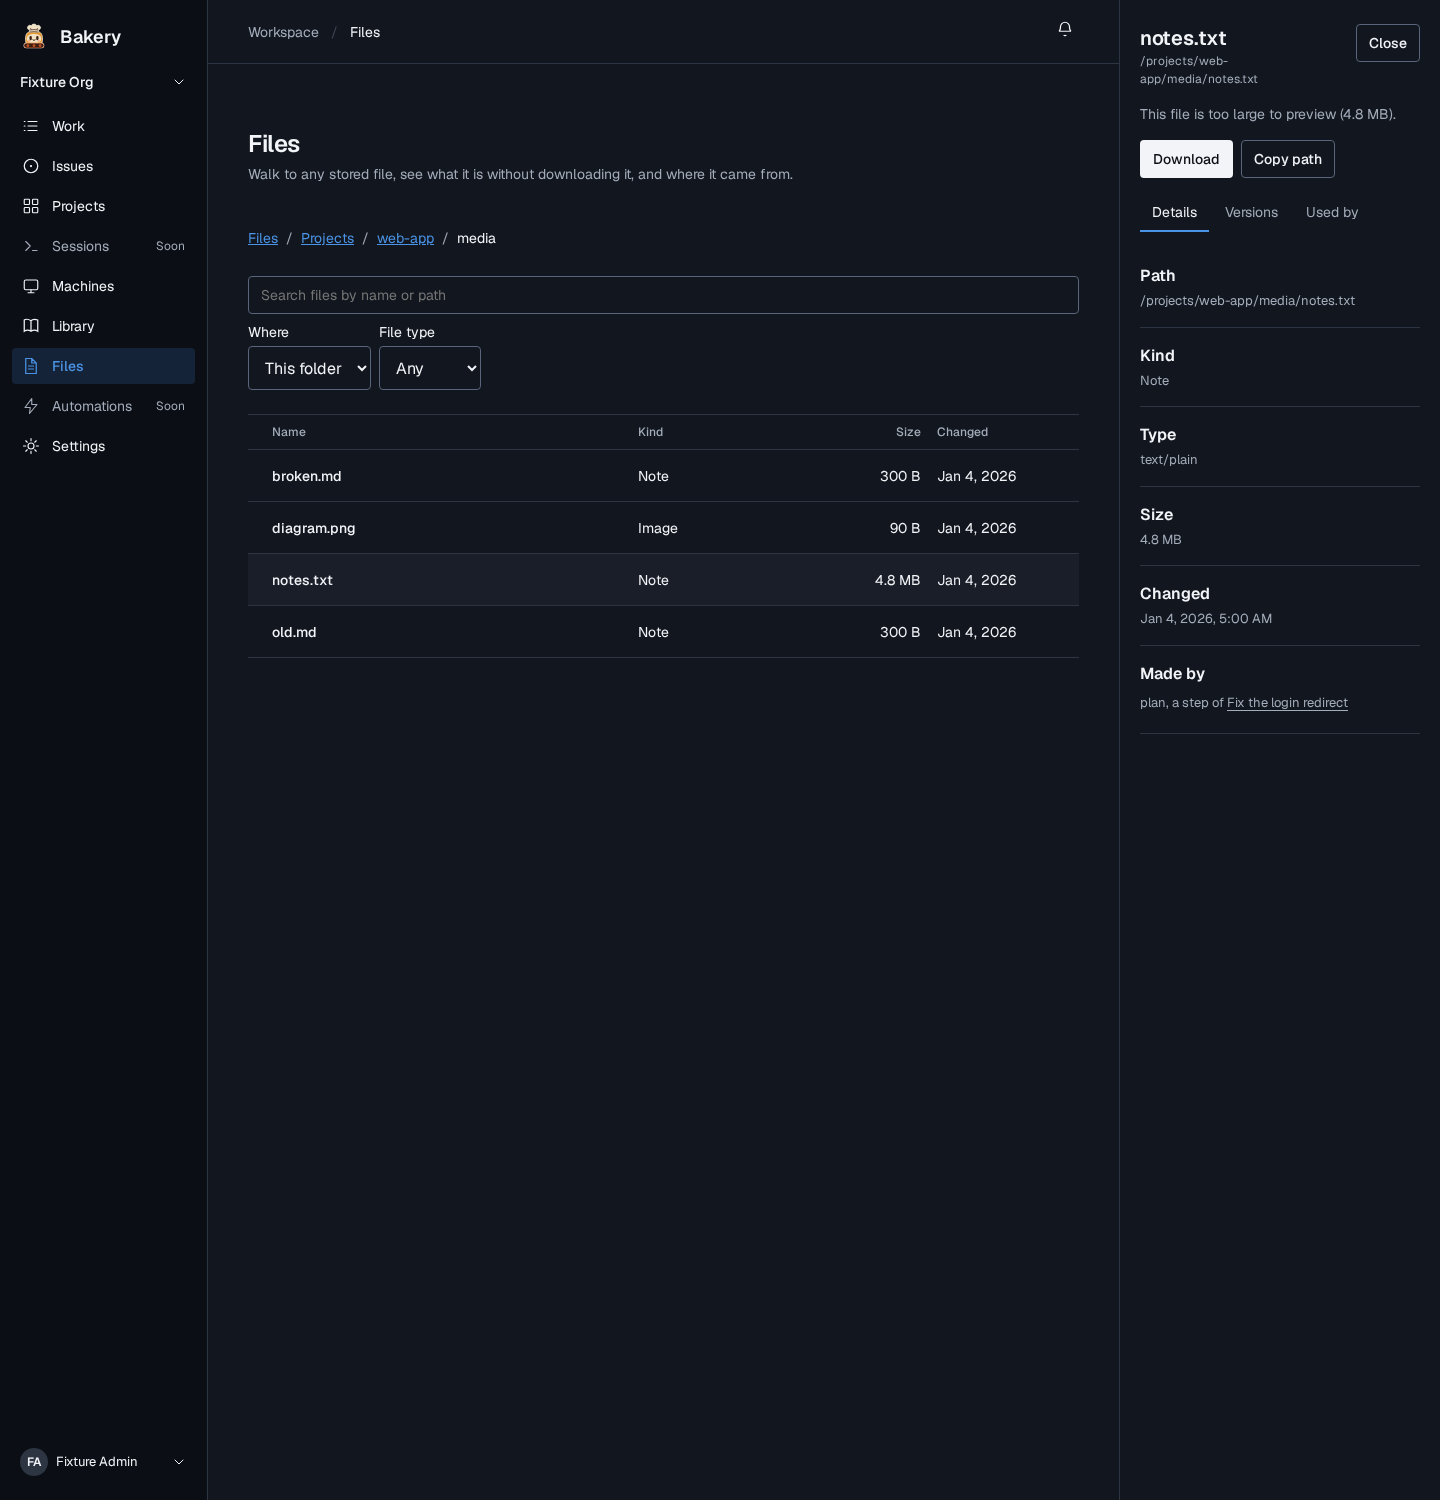 Bakery
Fixture Org
Work
Issues
Projects
Sessions Soon
Machines
Library
Files
Automations Soon
Settings
FA Fixture Admin
Workspace / Files
Files
Walk to any stored file, see what it is without downloading it, and where it came from.
Files / Projects / web-app / media
Search files by name or path
Where File type
This folder Any
Name Kind Size Changed
broken.md Note 300 B Jan 4, 2026
diagram.png Image 90 B Jan 4, 2026
notes.txt Note 4.8 MB Jan 4, 2026
old.md Note 300 B Jan 4, 2026
notes.txt Close
/projects/web-
app/media/notes.txt
This file is too large to preview (4.8 MB).
Download Copy path
Details Versions Used by
Path
/projects/web-app/media/notes.txt
Kind
Note
Type
text/plain
Size
4.8 MB
Changed
Jan 4, 2026, 5:00 AM
Made by
plan, a step of Fix the login redirect